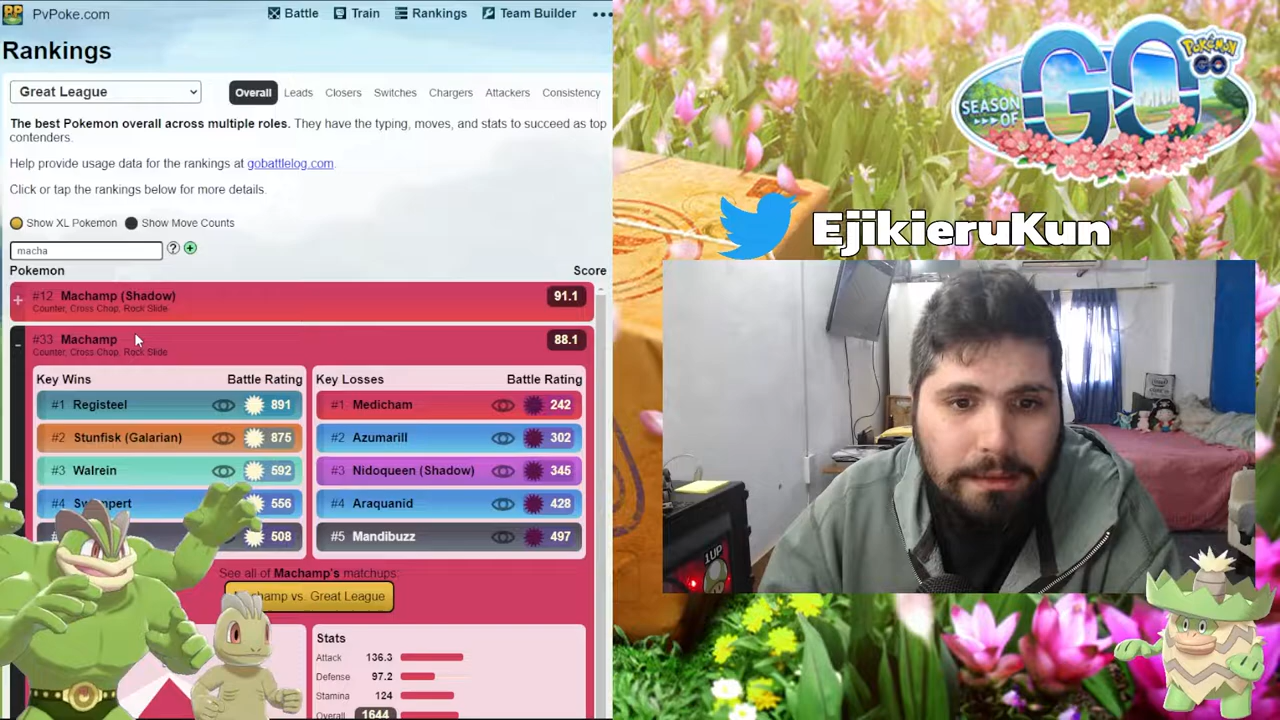 PvPoke.com
Battle
Train
Rankings
Team Builder
Rankings
Great League
Overall
Leads
Closers
Switches
Chargers
Attackers
Consistency
The best Pokemon overall across multiple roles. They have the typing, moves, and stats to succeed as top
contenders.
Help provide usage data for the rankings at gobattlelog.com.
Click or tap the rankings below for more details.
Show XL Pokemon
Show Move Counts
macha
?
Pokemon
Score
#12 Machamp (Shadow)
91.1
Counter, Cross Chop, Rock Slide
#33 Machamp
88.1
Counter, Cross Chop, Rock Slide
Key Wins
Battle Rating
#1 Registeel
891
#2 Stunfisk (Galarian)
875
#3 Walrein
592
#4
556
508
Key Losses
Battle Rating
#1 Medicham
242
#2 Azumarill
302
#3 Nidoqueen (Shadow)
345
#4 Araquanid
428
#5 Mandibuzz
497
See all of Machamp's matchups:
vs. Great League
Stats
Attack
136.3
Defense
97.2
Stamina
124
Overall
1644
SEASON
OF
GO
Pokémon
GO
EjikieruKun
intel
1UP